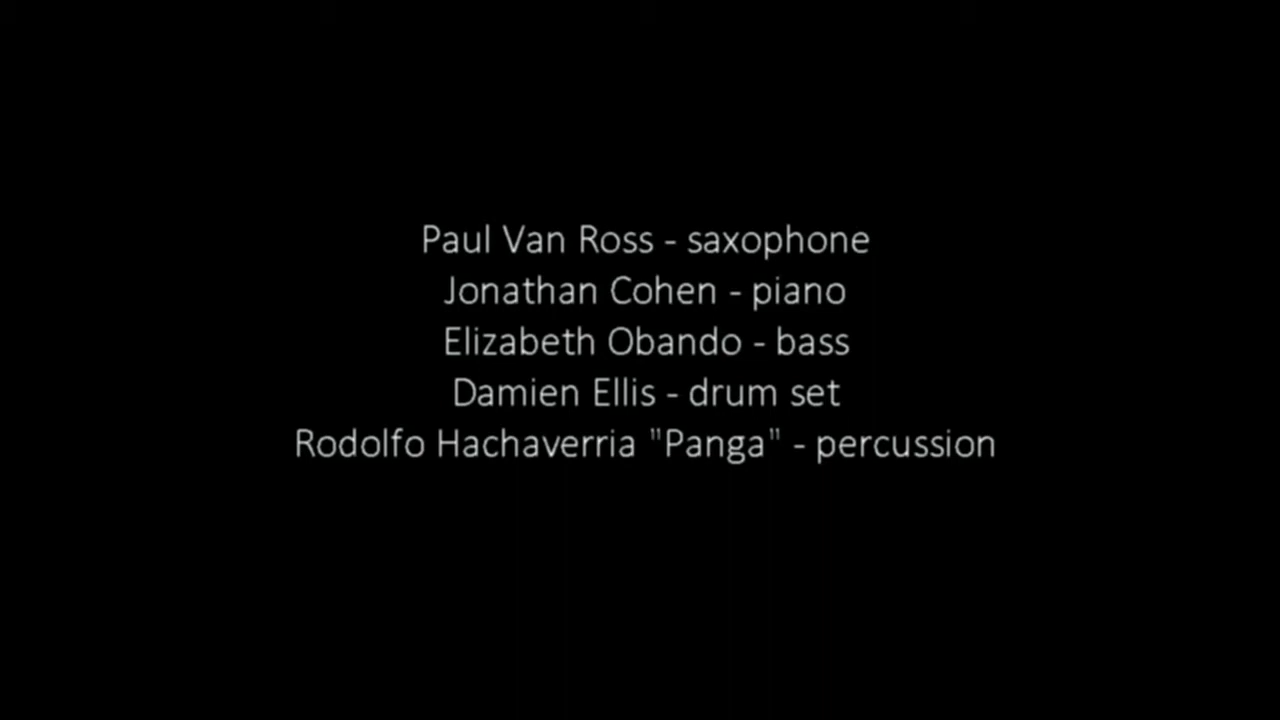 Paul Van Ross - saxophone
Jonathan Cohen - piano
Elizabeth Obando - bass
Damien Ellis - drum set
Rodolfo Hachaverria "Panga" - percussion